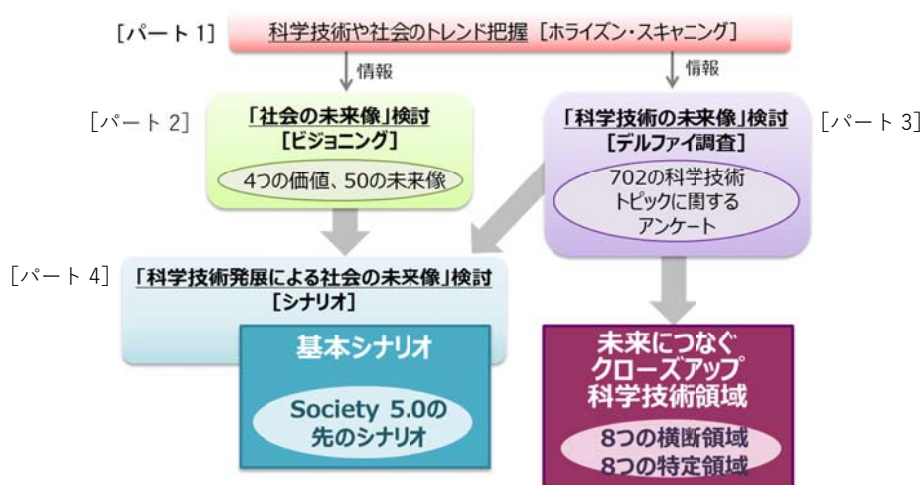 [パート 1]
科学技術や社会のトレンド把握 [ホライズン・スキャニング]
情報
情報
[パート 2]
「社会の未来像」検討
[ビジョニング]
4つの価値、50の未来像
「科学技術の未来像」検討
[デルファイ調査]
702の科学技術
トピックに関する
アンケート
[パート 3]
[パート 4]
「科学技術発展による社会の未来像」検討
[シナリオ]
基本シナリオ
Society 5.0の
先のシナリオ
未来につなぐ
クローズアップ
科学技術領域
8つの横断領域
8つの特定領域